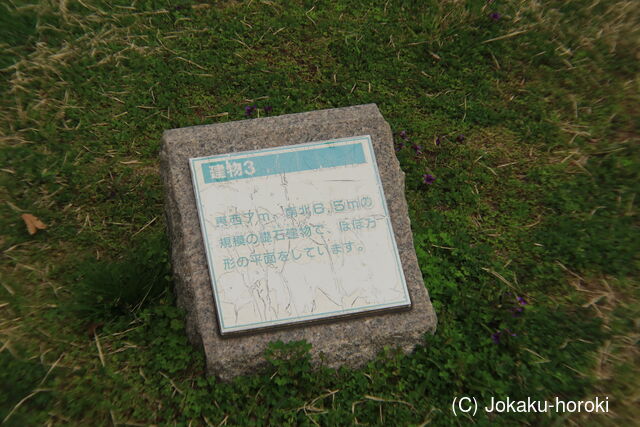 建物3
東西7m、南北6.5mの
規模の礎石建物で、ほぼ方
形の平面をしています。
(C) Jokaku-horoki